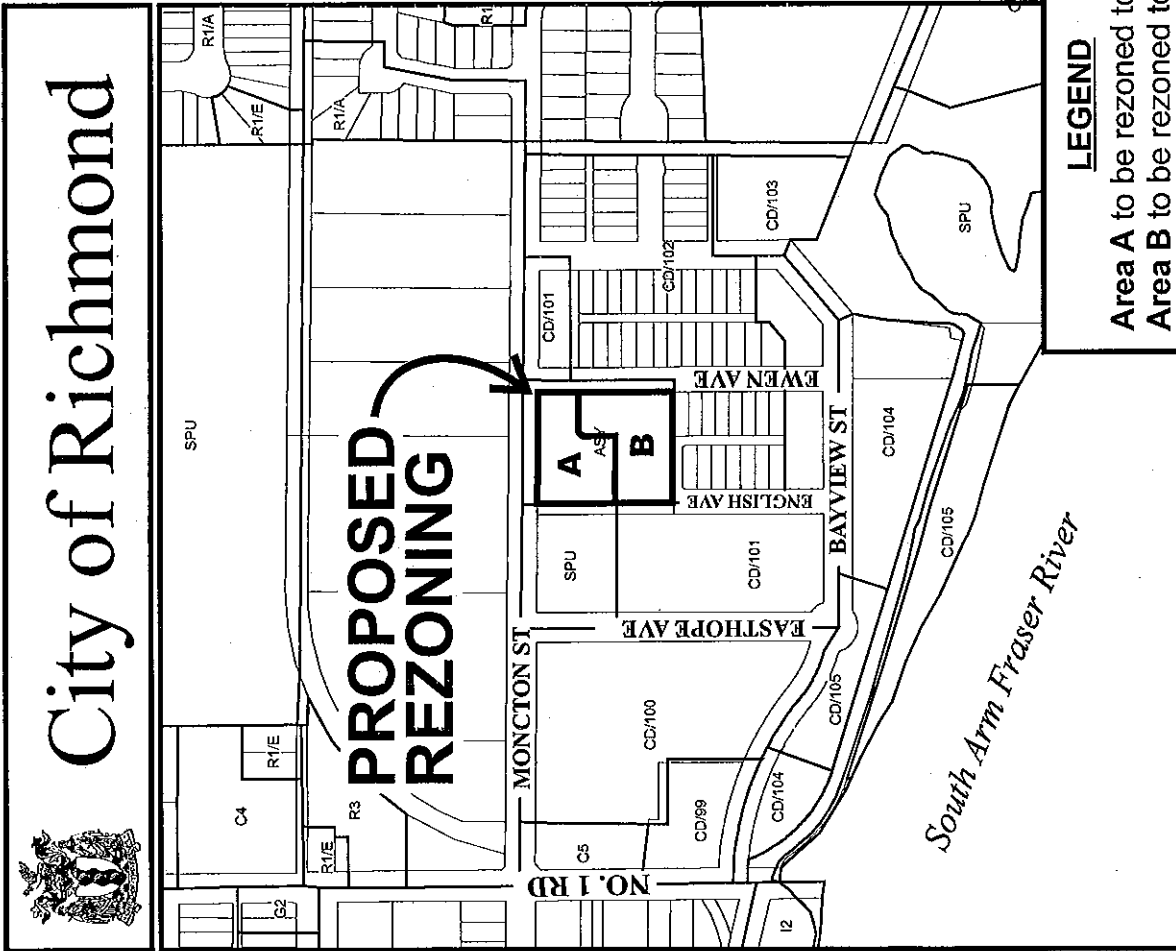 City of Richmond
SPU
R1/A
R1/E
R1/A
R1
C4
R1/E
R1/E
R3
G2
PROPOSED
REZONING
MONCTON ST
A
ASY
B
SPU
CD/101
CD/101
CD/102
CD/103
CD/100
C5
CD/99
NO. 1 RD
EASTHOPE AVE
ENGLISH AVE
EWEN AVE
BAYVIEW ST
CD/104
CD/105
CD/104
CD/105
SPU
I2
South Arm Fraser River
LEGEND
Area A to be rezoned to
Area B to be rezoned to